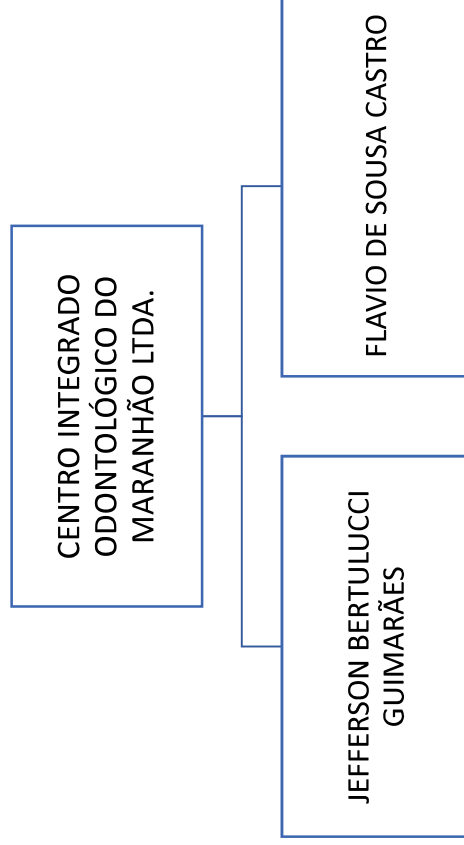 CENTRO INTEGRADO
ODONTOLÓGICO DO
MARANHÃO LTDA.
JEFFERSON BERTULUCCI
GUIMARÃES
FLAVIO DE SOUSA CASTRO